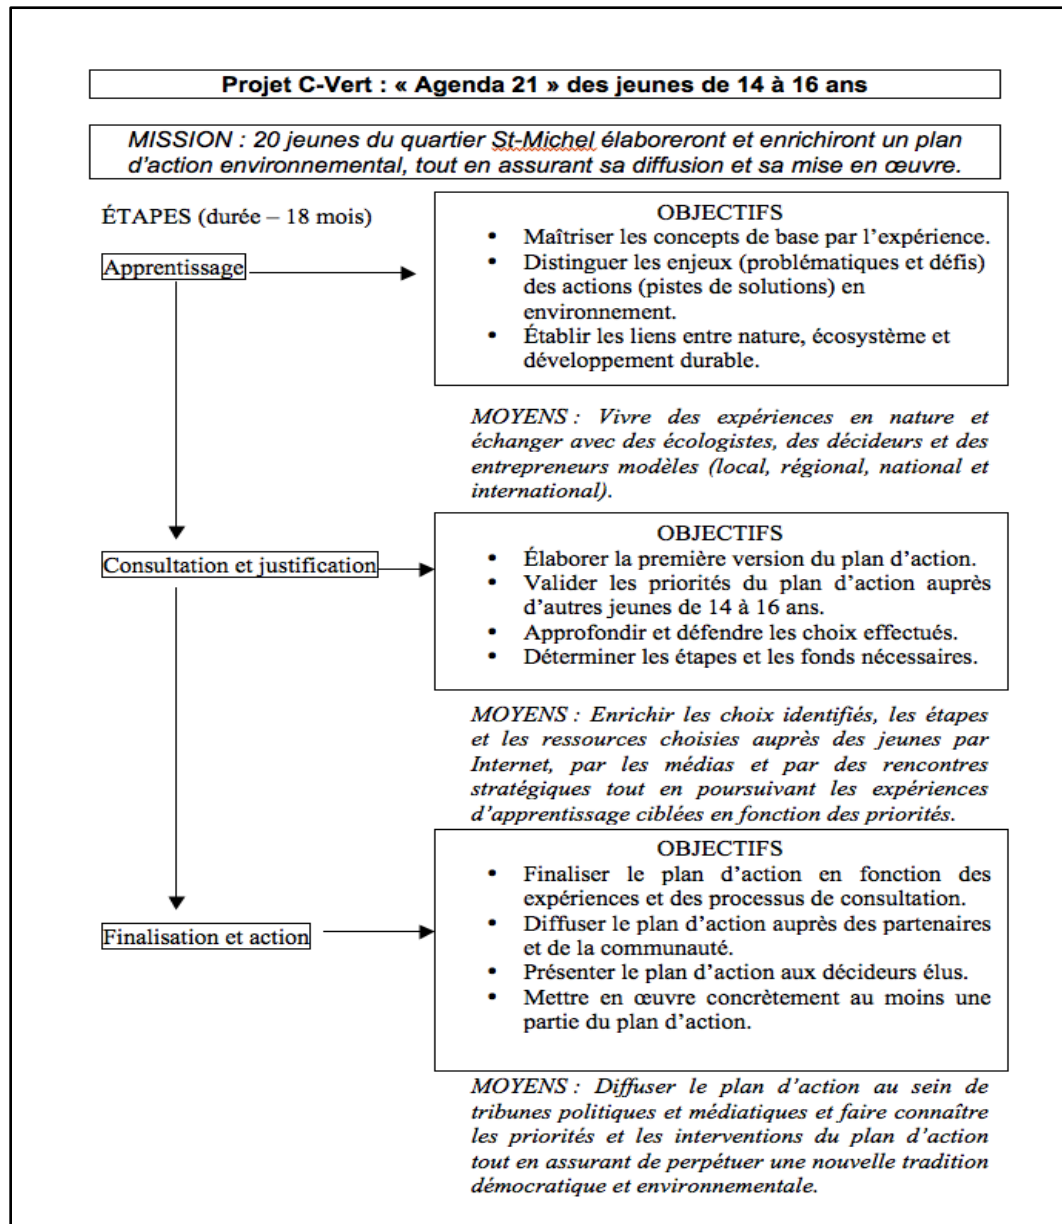 Projet C-Vert : « Agenda 21 » des jeunes de 14 à 16 ans
MISSION : 20 jeunes du quartier St-Michel élaboreront et enrichiront un plan
d'action environnemental, tout en assurant sa diffusion et sa mise en œuvre.
ÉTAPES (durée – 18 mois)
Apprentissage
OBJECTIFS
• Maîtriser les concepts de base par l'expérience.
• Distinguer les enjeux (problématiques et défis)
des actions (pistes de solutions) en
environnement.
• Établir les liens entre nature, écosystème et
développement durable.
MOYENS : Vivre des expériences en nature et
échanger avec des écologistes, des décideurs et des
entrepreneurs modèles (local, régional, national et
international).
Consultation et justification
OBJECTIFS
• Élaborer la première version du plan d'action.
• Valider les priorités du plan d'action auprès
d'autres jeunes de 14 à 16 ans.
• Approfondir et défendre les choix effectués.
• Déterminer les étapes et les fonds nécessaires.
MOYENS : Enrichir les choix identifiés, les étapes
et les ressources choisies auprès des jeunes par
Internet, par les médias et par des rencontres
stratégiques tout en poursuivant les expériences
d'apprentissage ciblées en fonction des priorités.
Finalisation et action
OBJECTIFS
• Finaliser le plan d'action en fonction des
expériences et des processus de consultation.
• Diffuser le plan d'action auprès des partenaires
et de la communauté.
• Présenter le plan d'action aux décideurs élus.
• Mettre en œuvre concrètement au moins une
partie du plan d'action.
MOYENS : Diffuser le plan d'action au sein de
tribunes politiques et médiatiques et faire connaître
les priorités et les interventions du plan d'action
tout en assurant de perpétuer une nouvelle tradition
démocratique et environnementale.